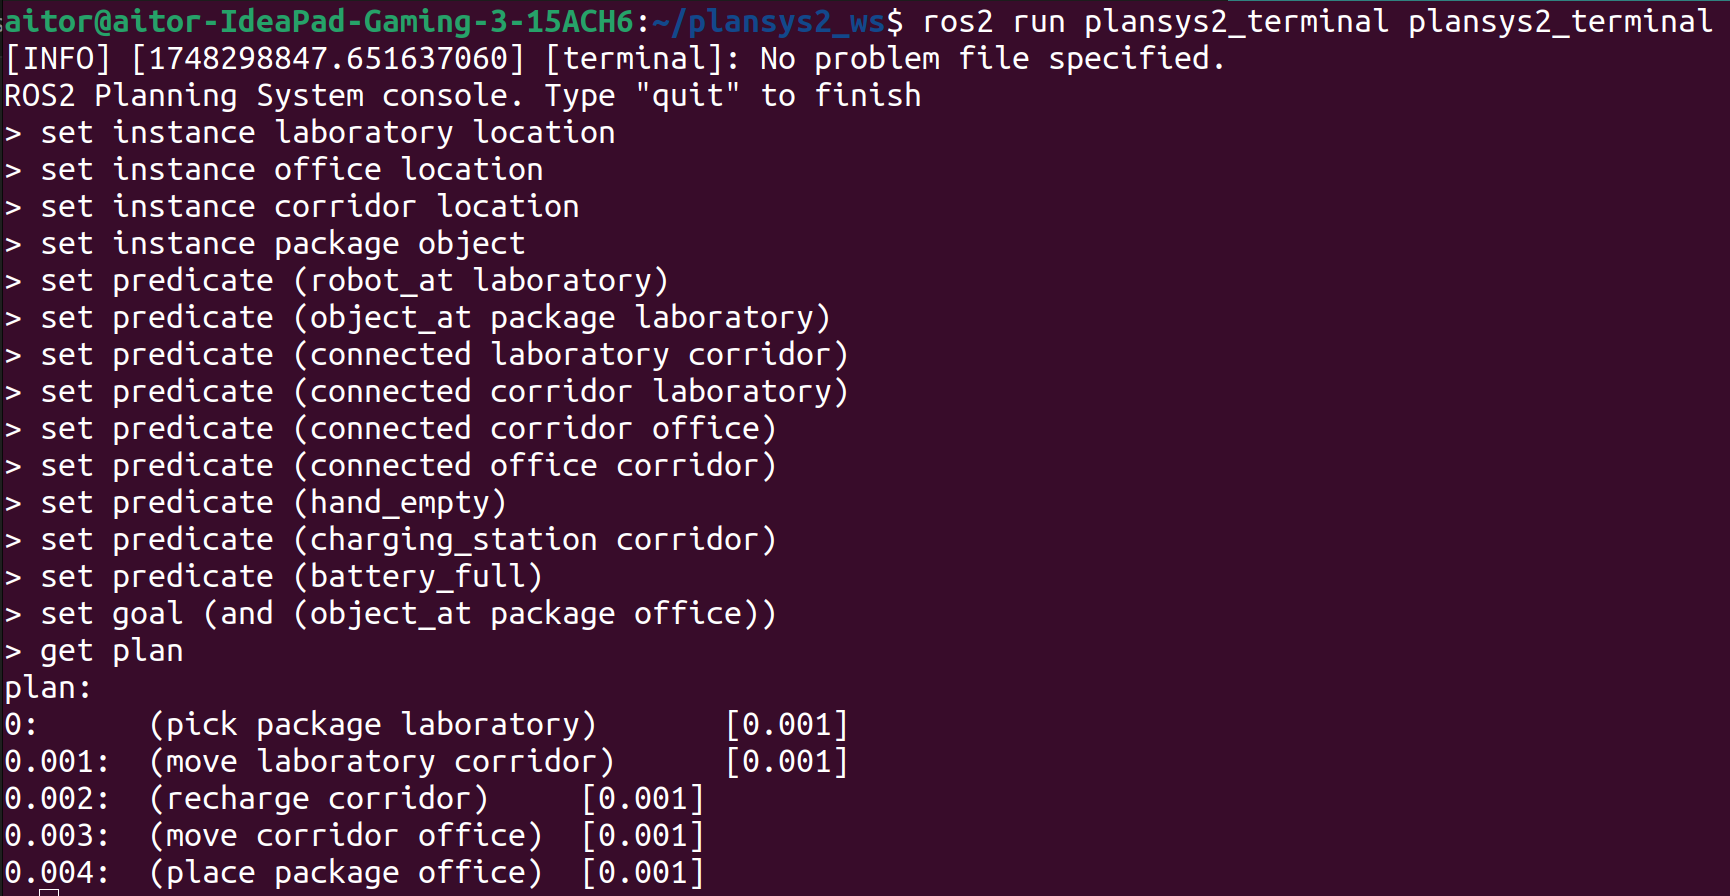 aitor@aitor-IdeaPad-Gaming-3-15ACH6:~/plansys2_ws$ ros2 run plansys2_terminal plansys2_terminal
[INFO] [1748298847.651637060] [terminal]: No problem file specified.
ROS2 Planning System console. Type "quit" to finish
> set instance laboratory location
> set instance office location
> set instance corridor location
> set instance package object
> set predicate (robot_at laboratory)
> set predicate (object_at package laboratory)
> set predicate (connected laboratory corridor)
> set predicate (connected corridor laboratory)
> set predicate (connected corridor office)
> set predicate (connected office corridor)
> set predicate (hand_empty)
> set predicate (charging_station corridor)
> set predicate (battery_full)
> set goal (and (object_at package office))
> get plan
plan:
0:      (pick package laboratory)       [0.001]
0.001:  (move laboratory corridor)      [0.001]
0.002:  (recharge corridor)     [0.001]
0.003:  (move corridor office)  [0.001]
0.004:  (place package office)  [0.001]